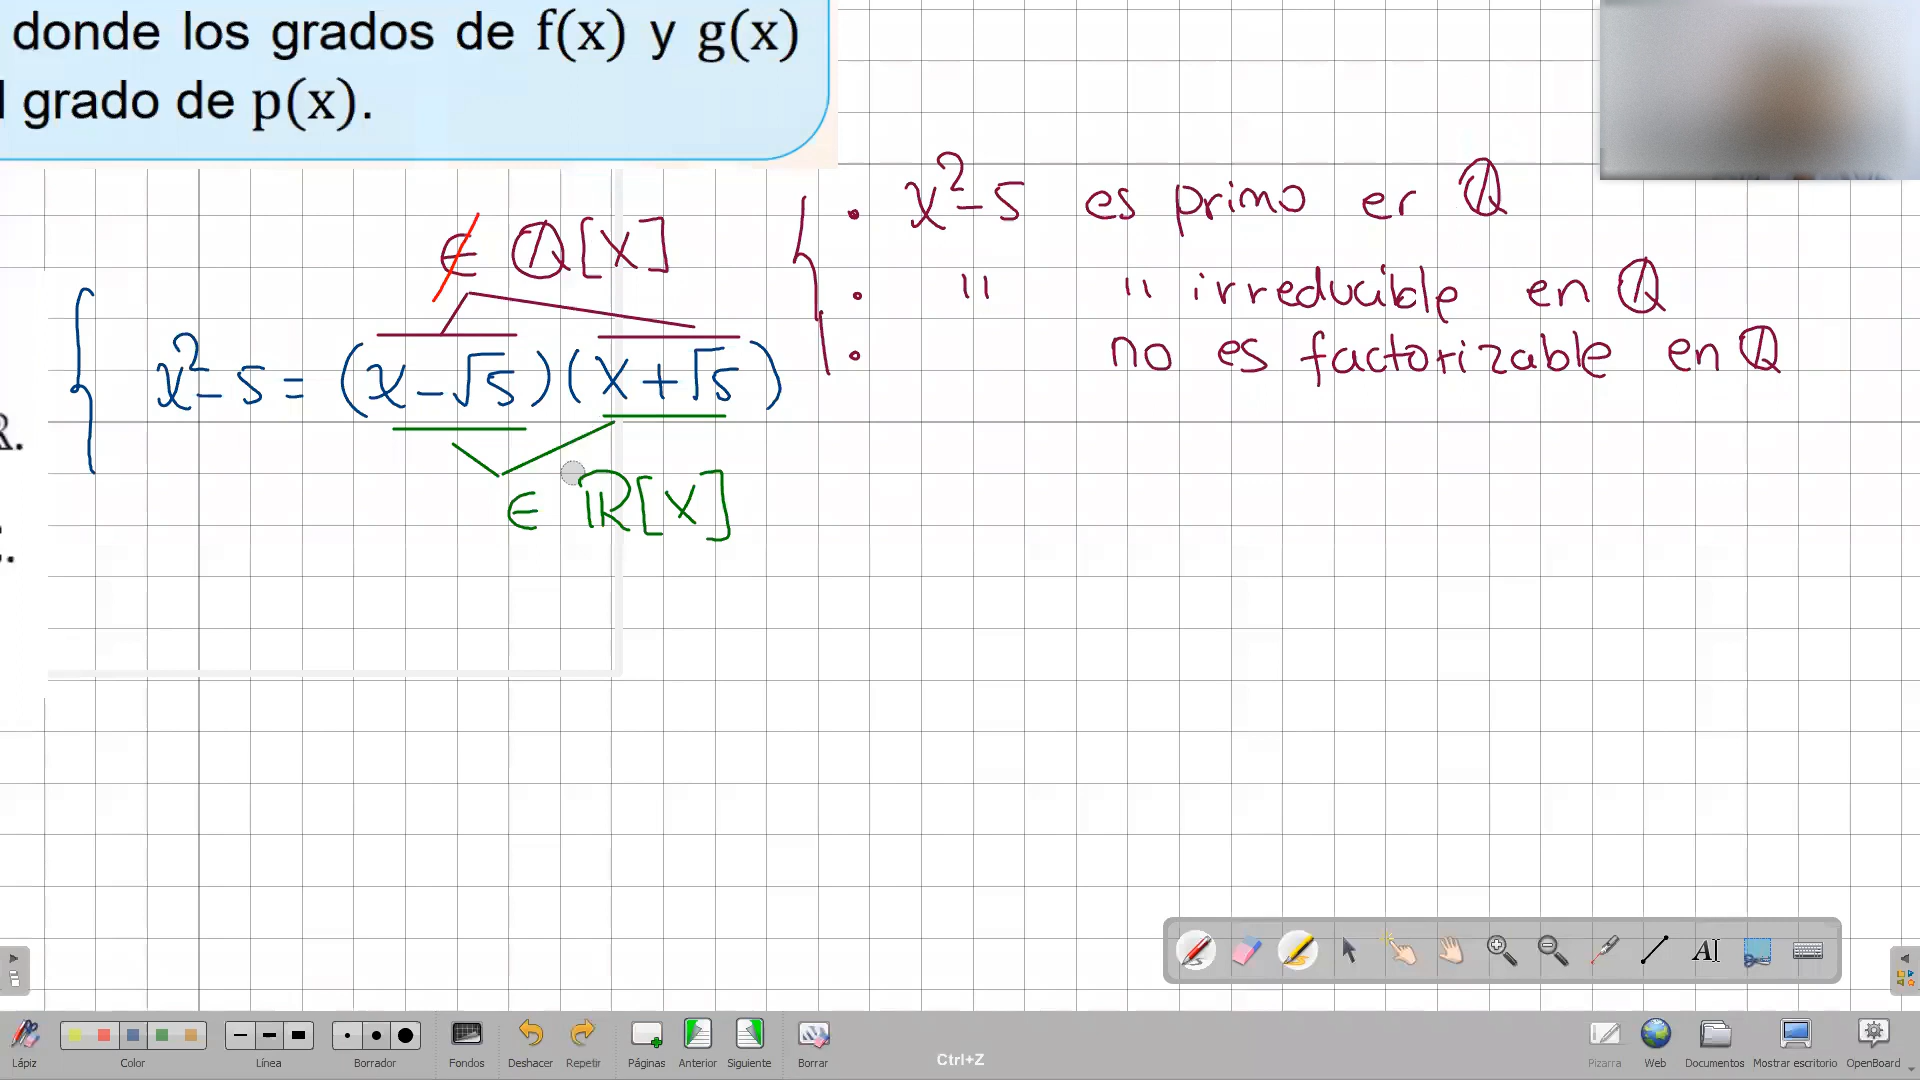 donde los grados de f(x) y g(x)
l grado de p(x).
∉ ℚ[x]
x² - 5 = (x - √5)(x + √5)
∈ ℝ[x]
ℝ.
• x² - 5 es primo en ℚ
• " " irreducible en ℚ
• no es factorizable en ℚ
Lápiz
Color
Línea
Borrador
Fondos
Deshacer
Repetir
Páginas
Anterior
Siguiente
Borrar
Ctrl+Z
Pizarra
Web
Documentos
Mostrar escritorio
OpenBoard